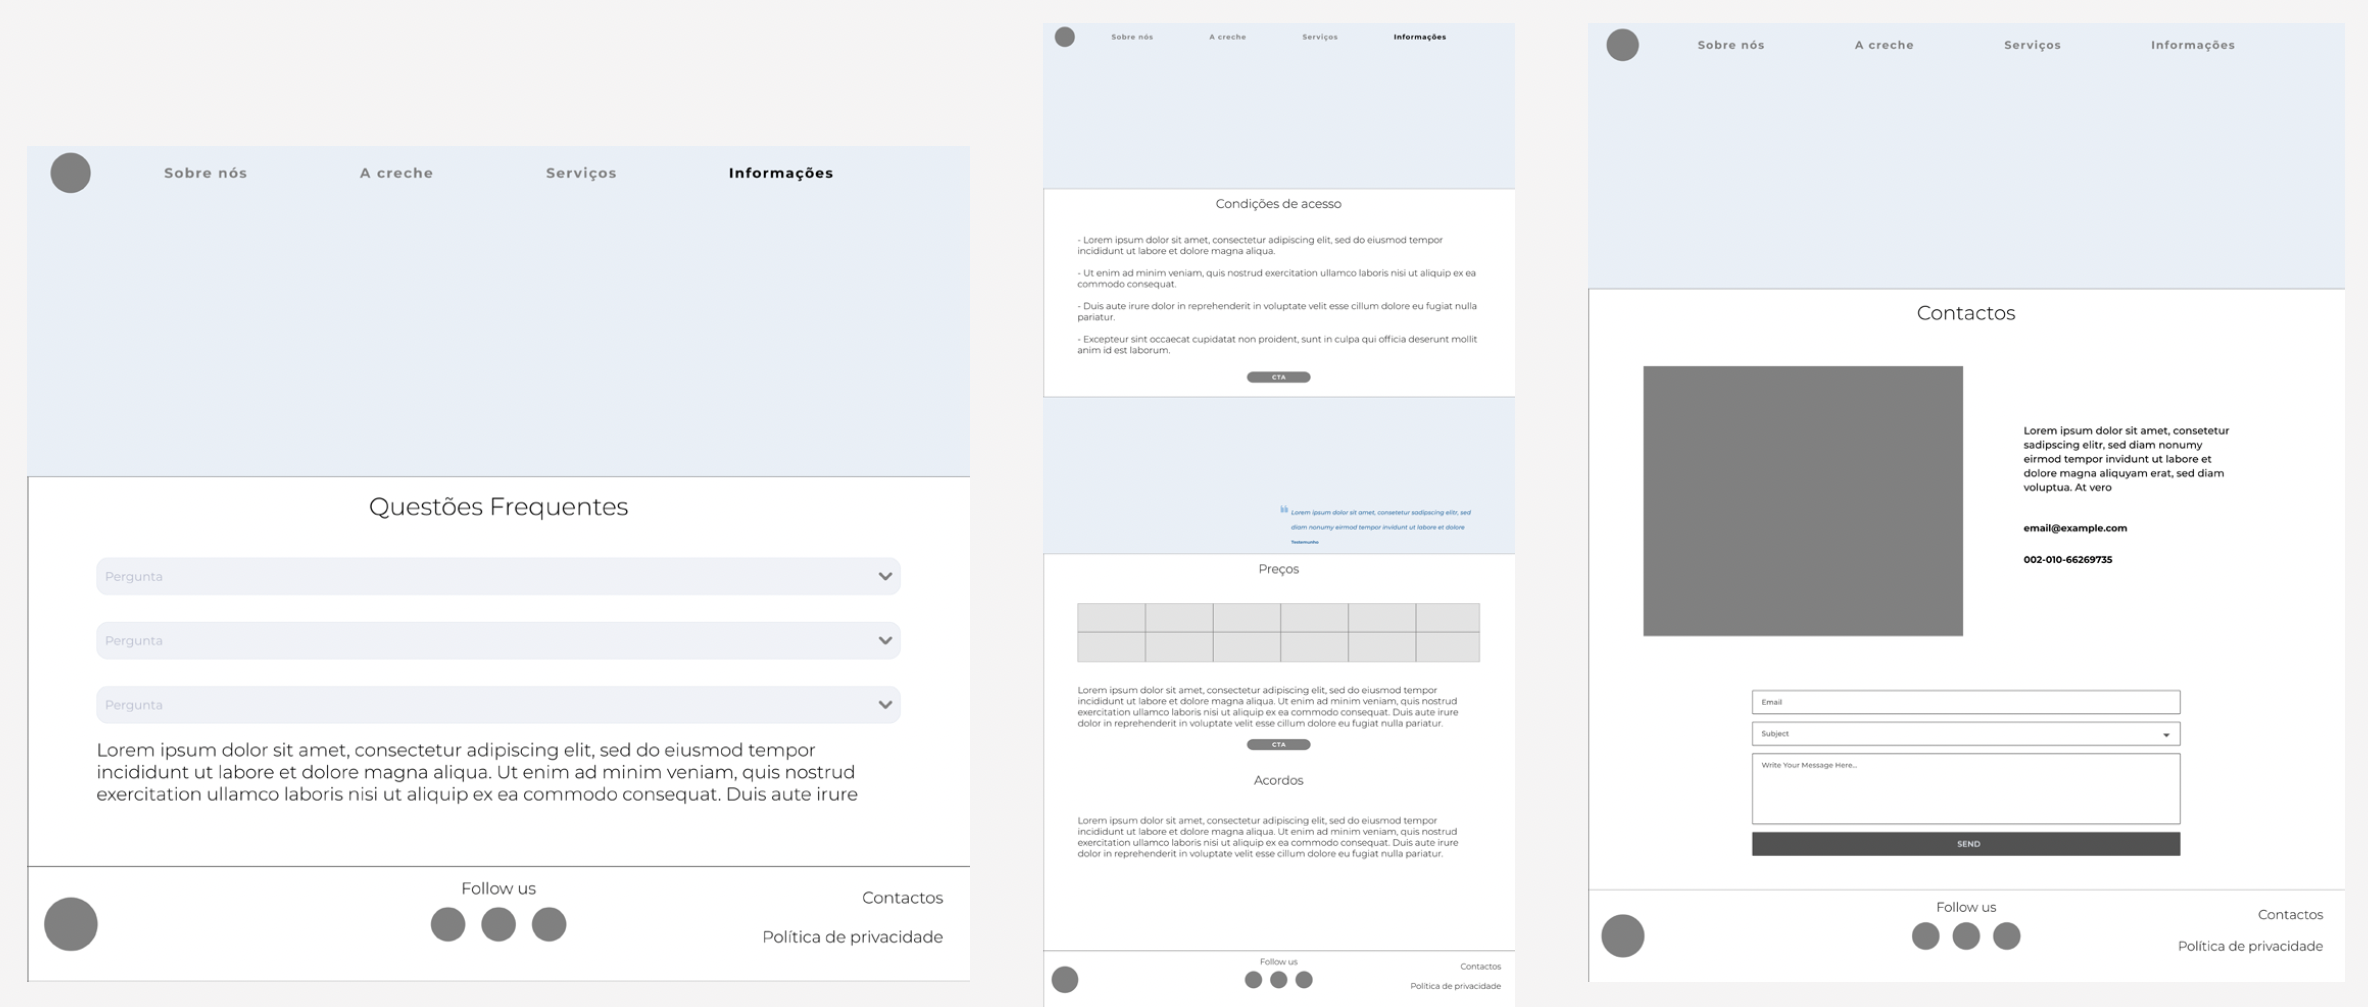 Sobre nós A creche Serviços Informações
Questões Frequentes
Pergunta
Pergunta
Pergunta
Lorem ipsum dolor sit amet, consectetur adipiscing elit, sed do eiusmod tempor
incididunt ut labore et dolore magna aliqua. Ut enim ad minim veniam, quis nostrud
exercitation ullamco laboris nisi ut aliquip ex ea commodo consequat. Duis aute irure
Follow us
Contactos
Política de privacidade
Sobre nós A creche Serviços Informações
Condições de acesso
- Lorem ipsum dolor sit amet, consectetur adipiscing elit, sed do eiusmod tempor
incididunt ut labore et dolore magna aliqua.
- Ut enim ad minim veniam, quis nostrud exercitation ullamco laboris nisi ut aliquip ex ea
commodo consequat.
- Duis aute irure dolor in reprehenderit in voluptate velit esse cillum dolore eu fugiat nulla
pariatur.
- Excepteur sint occaecat cupidatat non proident, sunt in culpa qui officia deserunt mollit
anim id est laborum.
CTA
Lorem ipsum dolor sit amet, consetetur sadipscing elitr, sed
diam nonumy eirmod tempor invidunt ut labore et dolore
Testemunho
Preços
Lorem ipsum dolor sit amet, consectetur adipiscing elit, sed do eiusmod tempor
incididunt ut labore et dolore magna aliqua. Ut enim ad minim veniam, quis nostrud
exercitation ullamco laboris nisi ut aliquip ex ea commodo consequat. Duis aute irure
dolor in reprehenderit in voluptate velit esse cillum dolore eu fugiat nulla pariatur.
CTA
Acordos
Lorem ipsum dolor sit amet, consectetur adipiscing elit, sed do eiusmod tempor
incididunt ut labore et dolore magna aliqua. Ut enim ad minim veniam, quis nostrud
exercitation ullamco laboris nisi ut aliquip ex ea commodo consequat. Duis aute irure
dolor in reprehenderit in voluptate velit esse cillum dolore eu fugiat nulla pariatur.
Follow us
Contactos
Política de privacidade
Sobre nós A creche Serviços Informações
Contactos
Lorem ipsum dolor sit amet, consetetur
sadipscing elitr, sed diam nonumy
eirmod tempor invidunt ut labore et
dolore magna aliquyam erat, sed diam
voluptua. At vero
email@example.com
002-010-66269735
Email
Subject
Write Your Message Here...
SEND
Follow us
Contactos
Política de privacidade